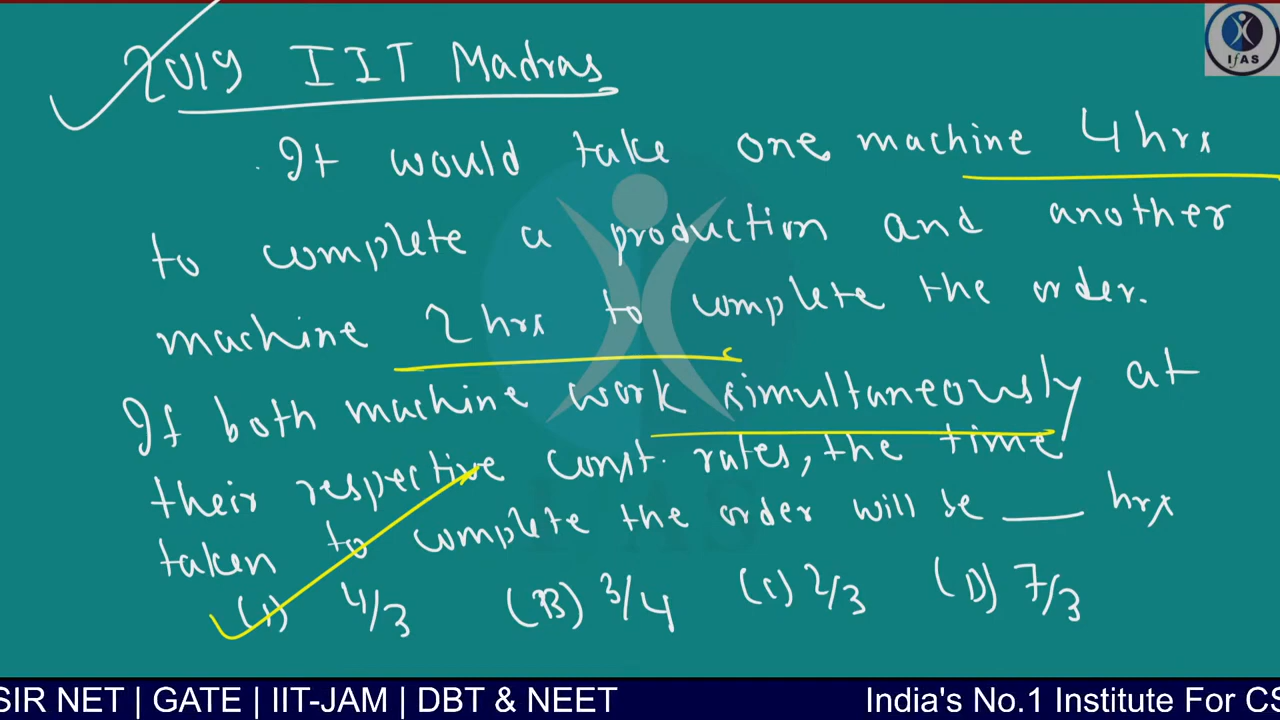 IfAS
2019 IIT Madras
It would take one machine 4 hrs
to complete a production and another
machine 2 hrs to complete the order.
If both machine work simultaneously at
their respective const. rates, the time
taken to complete the order will be ___ hrs
(A) 4/3 (B) 3/4 (C) 2/3 (D) 7/3
IFAS
SIR NET | GATE | IIT-JAM | DBT & NEET India's No.1 Institute For CS